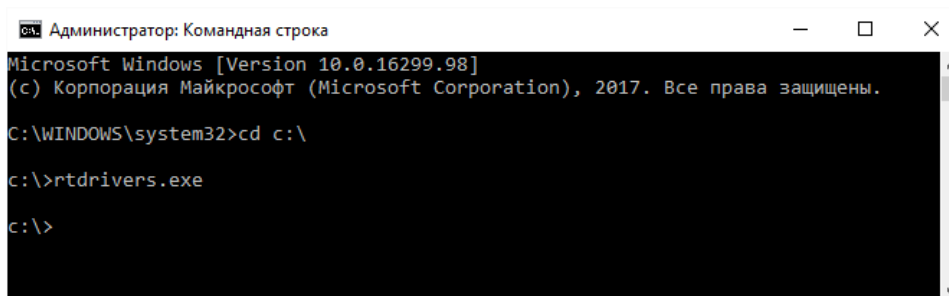 Администратор: Командная строка
Microsoft Windows [Version 10.0.16299.98]
(c) Корпорация Майкрософт (Microsoft Corporation), 2017. Все права защищены.
C:\WINDOWS\system32>cd c:\
c:\>rtdrivers.exe
c:\>